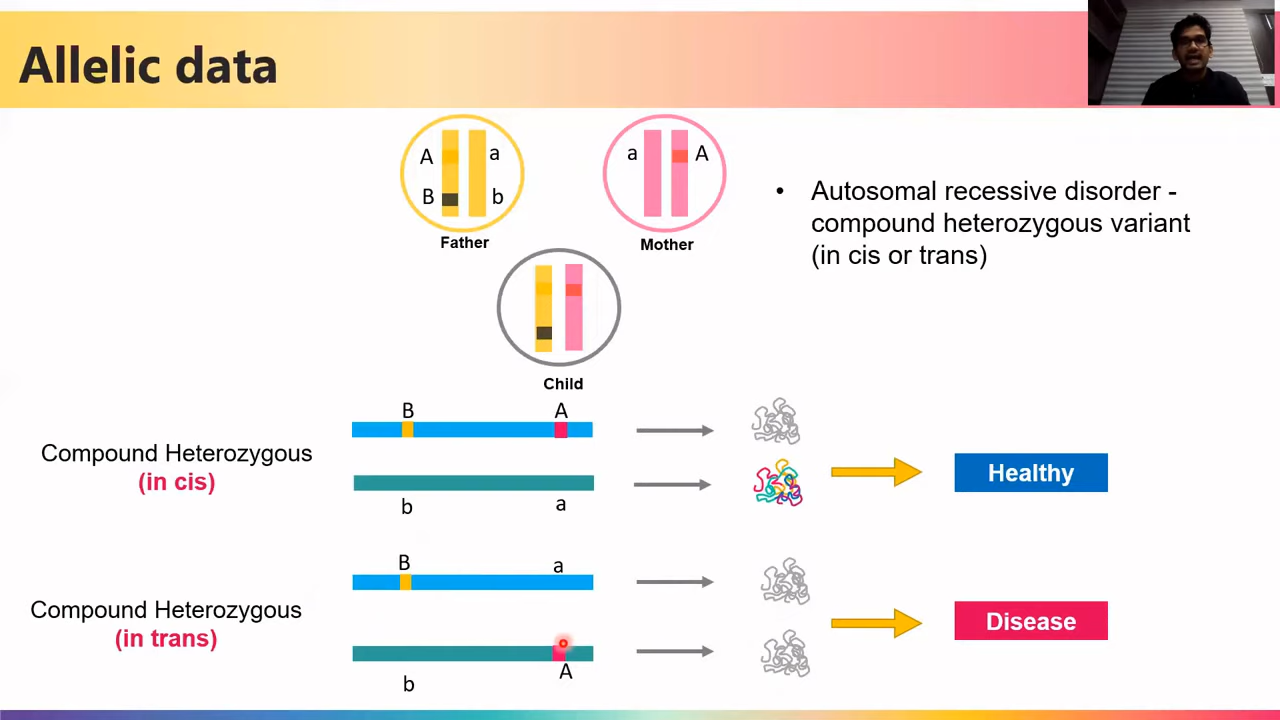 Allelic data
A a
B b
Father
a A
Mother
Child
• Autosomal recessive disorder -
compound heterozygous variant
(in cis or trans)
Compound Heterozygous
(in cis)
B A
b a
Healthy
Compound Heterozygous
(in trans)
B a
b A
Disease